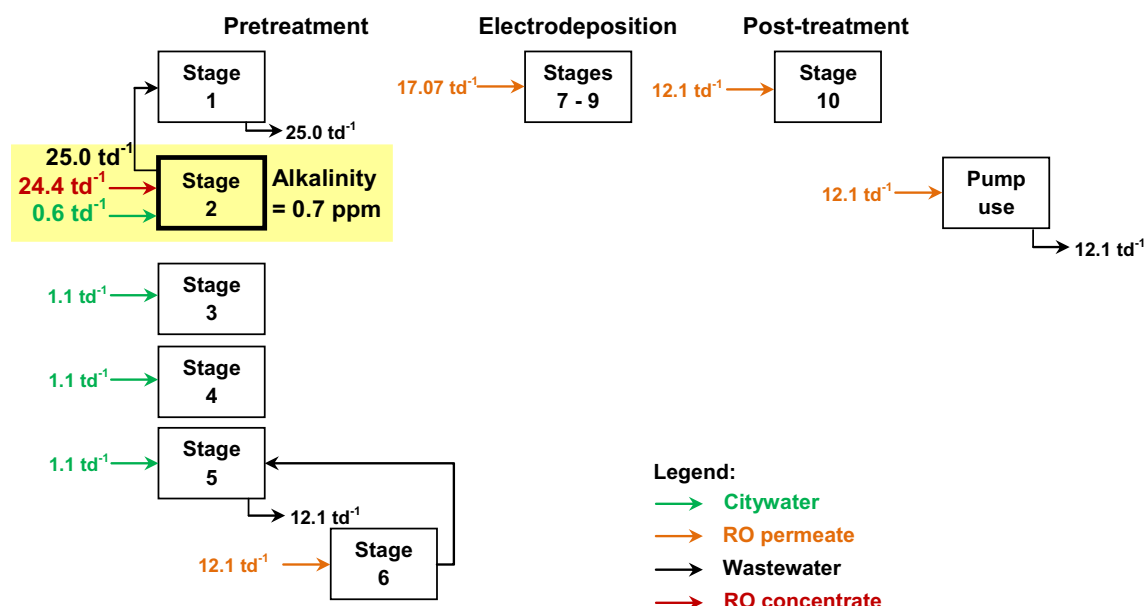 Pretreatment
Electrodeposition
Post-treatment
Stage
1
25.0 td⁻¹
17.07 td⁻¹
Stages
7 - 9
12.1 td⁻¹
Stage
10
25.0 td⁻¹
24.4 td⁻¹
0.6 td⁻¹
Stage
2
Alkalinity
= 0.7 ppm
12.1 td⁻¹
Pump
use
12.1 td⁻¹
1.1 td⁻¹
Stage
3
1.1 td⁻¹
Stage
4
1.1 td⁻¹
Stage
5
12.1 td⁻¹
12.1 td⁻¹
Stage
6
Legend:
Citywater
RO permeate
Wastewater
RO concentrate